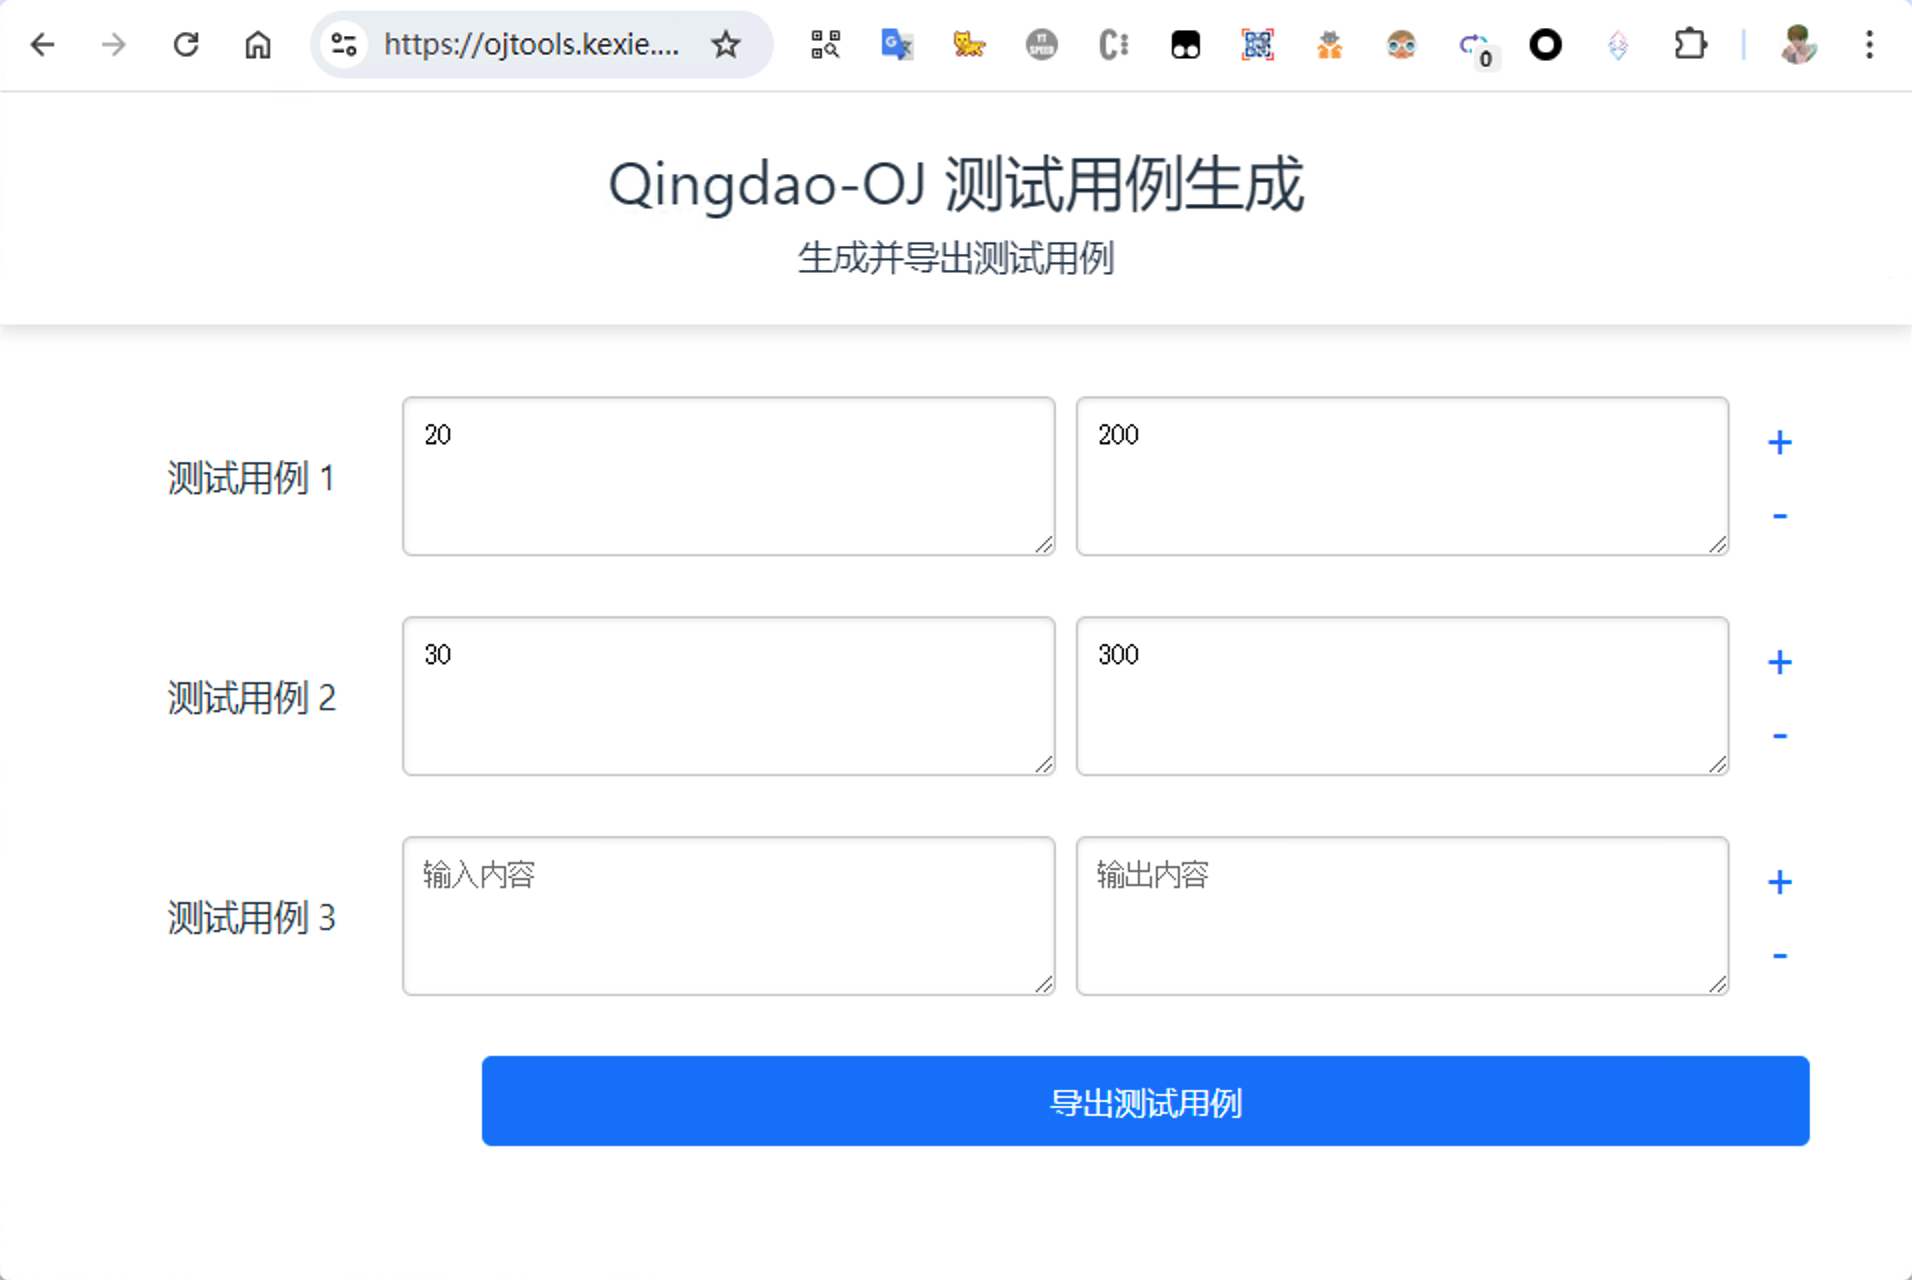 https://ojtools.kexie....
YT
SPEED
0
Qingdao-OJ 测试用例生成
生成并导出测试用例
测试用例 1
20
200
+
-
测试用例 2
30
300
+
-
测试用例 3
输入内容
输出内容
+
-
导出测试用例